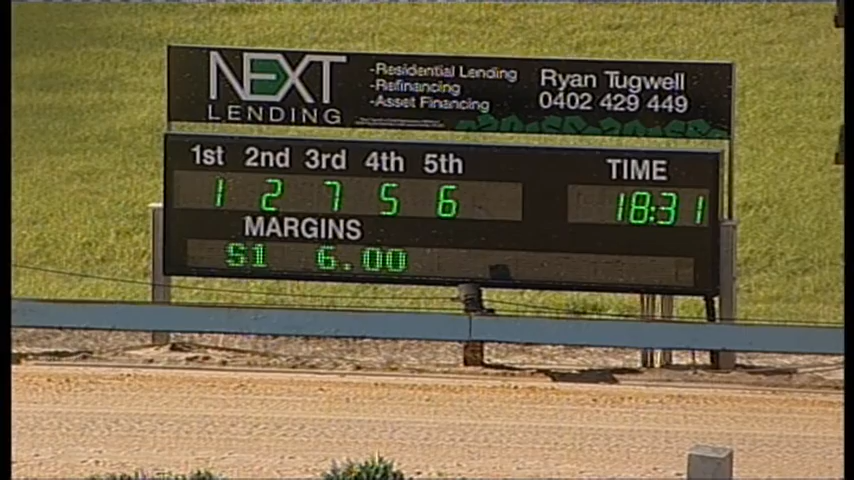 NEXT
LENDING
-Residential Lending
-Refinancing
-Asset Financing
Ryan Tugwell
0402 429 449
1st 2nd 3rd 4th 5th TIME
1 2 7 5 6 18:31
MARGINS
S1 6.00